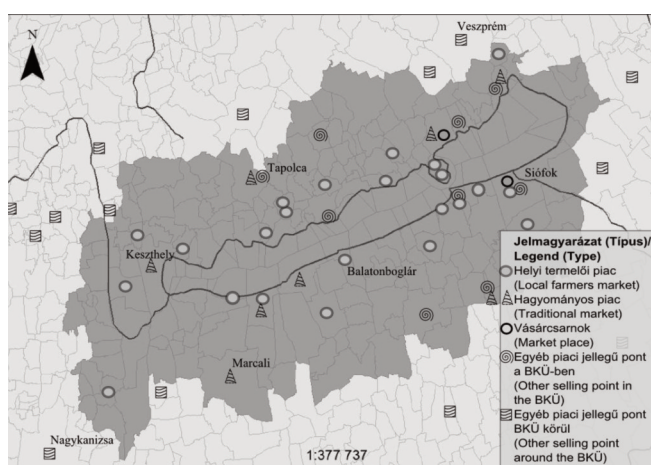 Veszprém
N
Tapolca
Siófok
Keszthely
Balatonboglár
Marcali
Nagykanizsa
1:377 737
Jelmagyarázat (Típus)/
Legend (Type)
Helyi termelői piac
(Local farmers market)
Hagyományos piac
(Traditional market)
Vásárcsarnok
(Market place)
Egyéb piaci jellegű pont
a BKÜ-ben
(Other selling point in
the BKÜ)
Egyéb piaci jellegű pont
BKÜ körül
(Other selling point
around the BKÜ)